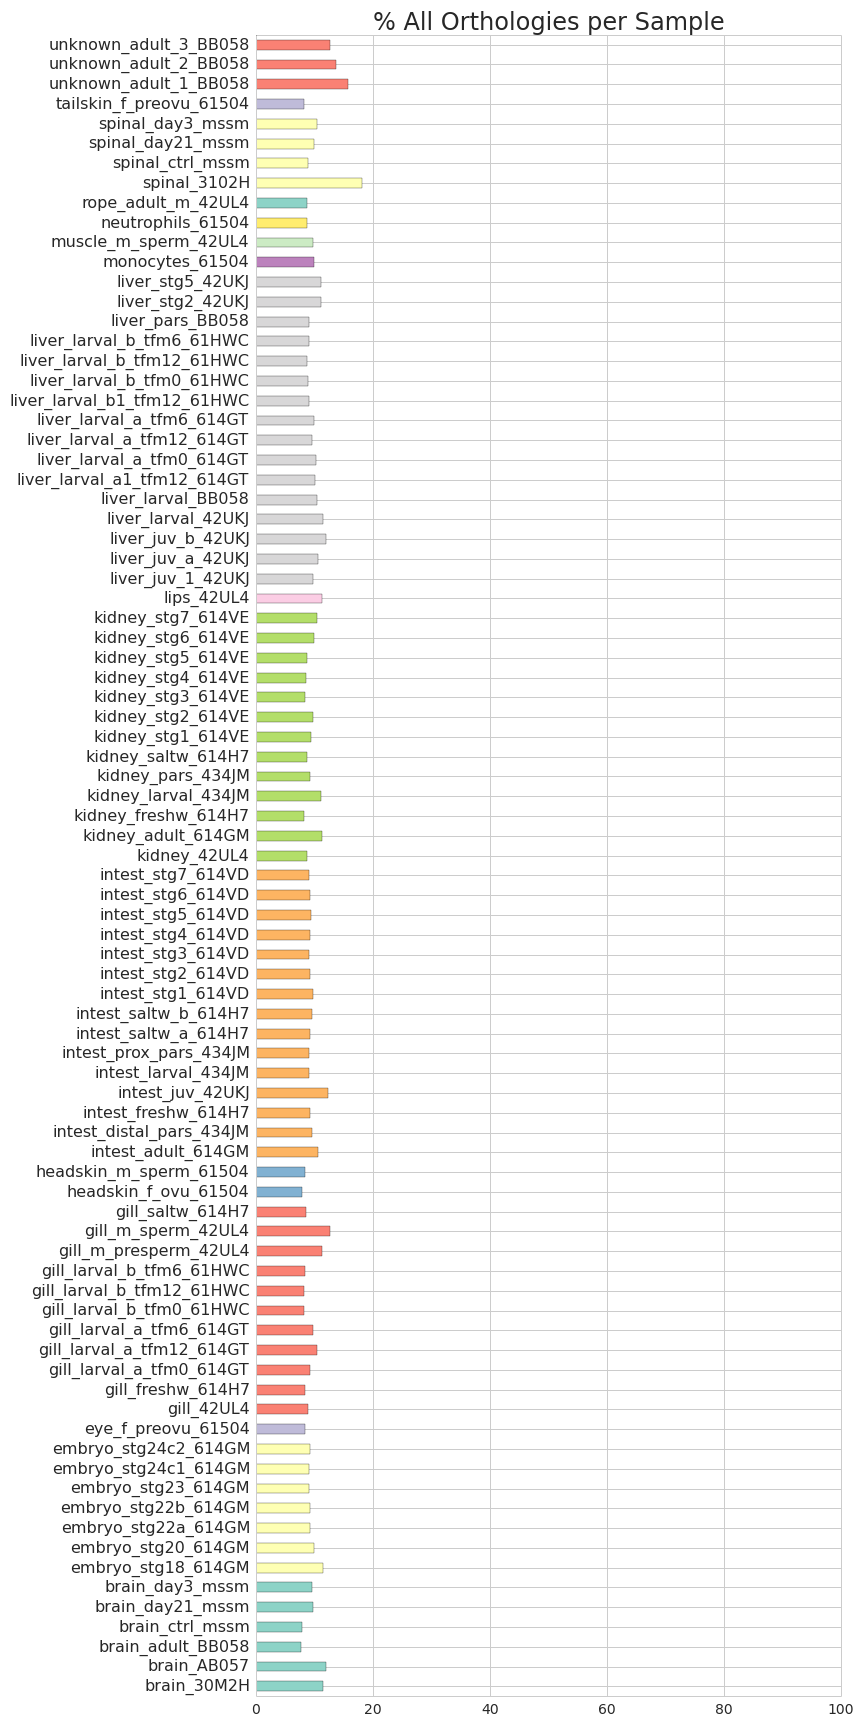 % All Orthologies per Sample
unknown_adult_3_BB058
unknown_adult_2_BB058
unknown_adult_1_BB058
tailskin_f_preovu_61504
spinal_day3_mssm
spinal_day21_mssm
spinal_ctrl_mssm
spinal_3102H
rope_adult_m_42UL4
neutrophils_61504
muscle_m_sperm_42UL4
monocytes_61504
liver_stg5_42UKJ
liver_stg2_42UKJ
liver_pars_BB058
liver_larval_b_tfm6_61HWC
liver_larval_b_tfm12_61HWC
liver_larval_b_tfm0_61HWC
liver_larval_b1_tfm12_61HWC
liver_larval_a_tfm6_614GT
liver_larval_a_tfm12_614GT
liver_larval_a_tfm0_614GT
liver_larval_a1_tfm12_614GT
liver_larval_BB058
liver_larval_42UKJ
liver_juv_b_42UKJ
liver_juv_a_42UKJ
liver_juv_1_42UKJ
lips_42UL4
kidney_stg7_614VE
kidney_stg6_614VE
kidney_stg5_614VE
kidney_stg4_614VE
kidney_stg3_614VE
kidney_stg2_614VE
kidney_stg1_614VE
kidney_saltw_614H7
kidney_pars_434JM
kidney_larval_434JM
kidney_freshw_614H7
kidney_adult_614GM
kidney_42UL4
intest_stg7_614VD
intest_stg6_614VD
intest_stg5_614VD
intest_stg4_614VD
intest_stg3_614VD
intest_stg2_614VD
intest_stg1_614VD
intest_saltw_b_614H7
intest_saltw_a_614H7
intest_prox_pars_434JM
intest_larval_434JM
intest_juv_42UKJ
intest_freshw_614H7
intest_distal_pars_434JM
intest_adult_614GM
headskin_m_sperm_61504
headskin_f_ovu_61504
gill_saltw_614H7
gill_m_sperm_42UL4
gill_m_presperm_42UL4
gill_larval_b_tfm6_61HWC
gill_larval_b_tfm12_61HWC
gill_larval_b_tfm0_61HWC
gill_larval_a_tfm6_614GT
gill_larval_a_tfm12_614GT
gill_larval_a_tfm0_614GT
gill_freshw_614H7
gill_42UL4
eye_f_preovu_61504
embryo_stg24c2_614GM
embryo_stg24c1_614GM
embryo_stg23_614GM
embryo_stg22b_614GM
embryo_stg22a_614GM
embryo_stg20_614GM
embryo_stg18_614GM
brain_day3_mssm
brain_day21_mssm
brain_ctrl_mssm
brain_adult_BB058
brain_AB057
brain_30M2H
0 20 40 60 80 100